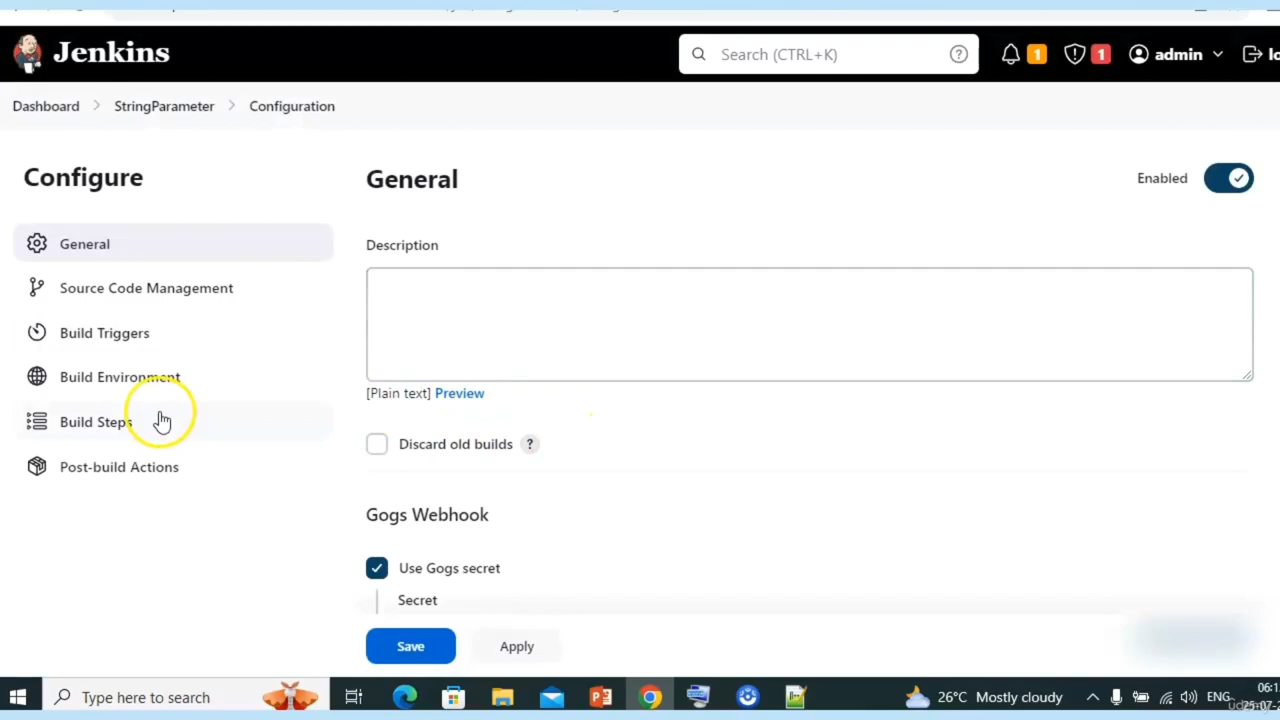 Jenkins
Search (CTRL+K)
?
1
1
admin
Dashboard
StringParameter
Configuration
Configure
General
Source Code Management
Build Triggers
Build Environment
Build Steps
Post-build Actions
General
Enabled
Description
[Plain text] Preview
Discard old builds ?
Gogs Webhook
Use Gogs secret
Secret
Save
Apply
Type here to search
26°C Mostly cloudy
ENG